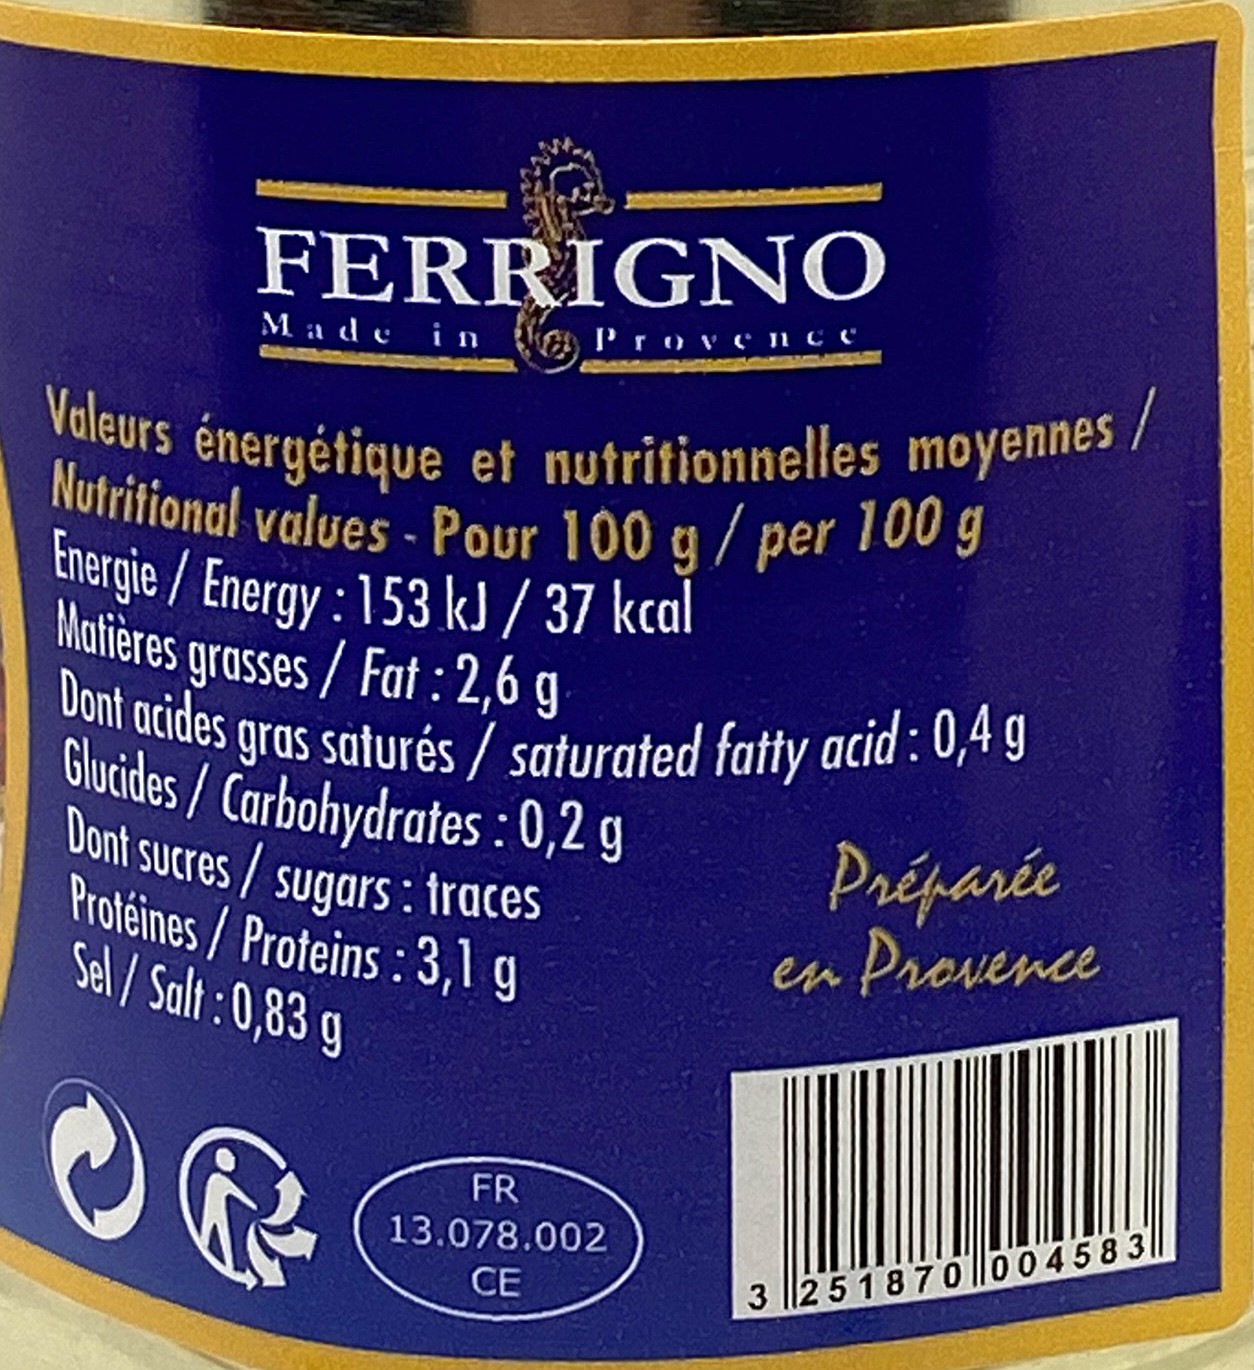 FERRIGNO
Made in Provence
Valeurs énergétique et nutritionnelles moyennes /
Nutritional values - Pour 100 g / per 100 g
Energie / Energy : 153 kJ / 37 kcal
Matières grasses / Fat : 2,6 g
Dont acides gras saturés / saturated fatty acid : 0,4 g
Glucides / Carbohydrates : 0,2 g
Dont sucres / sugars : traces
Protéines / Proteins : 3,1 g
Sel / Salt : 0,83 g
Préparée
en Provence
FR
13.078.002
CE
3 251870 004583